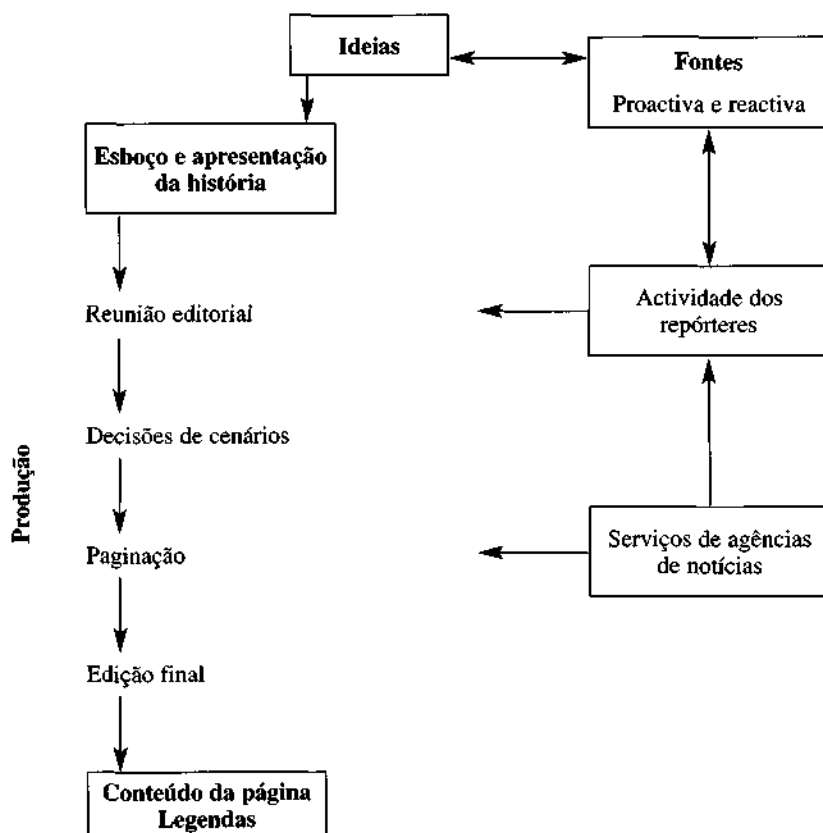 Ideias
Fontes
Proactiva e reactiva
Esboço e apresentação
da história
Reunião editorial
Actividade dos
repórteres
Decisões de cenários
Produção
Paginação
Serviços de agências
de notícias
Edição final
Conteúdo da página
Legendas